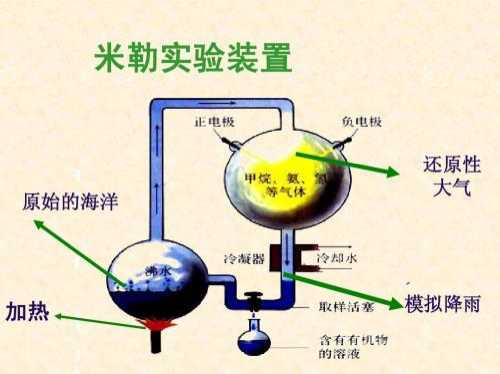 米勒实验装置
正电极
负电极
甲烷、氨、氢
等气体
还原性
大气
原始的海洋
沸水
冷凝器
冷却水
加热
取样活塞
模拟降雨
含有有机物
的溶液